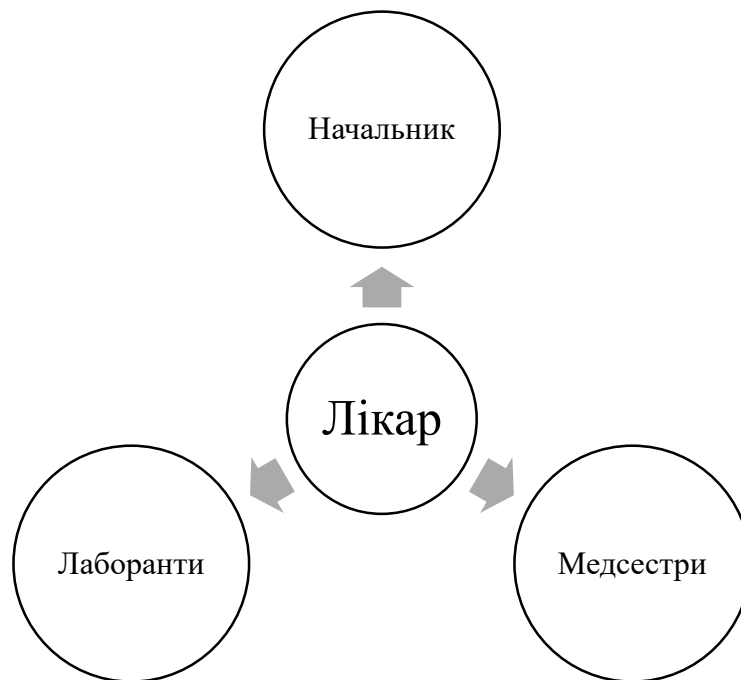 Начальник
Лікар
Лаборанти
Медсестри